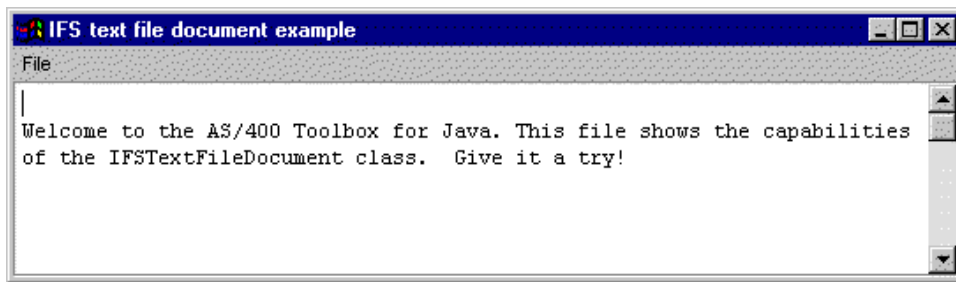 IFS text file document example
File
Welcome to the AS/400 Toolbox for Java. This file shows the capabilities
of the IFSTextFileDocument class.  Give it a try!